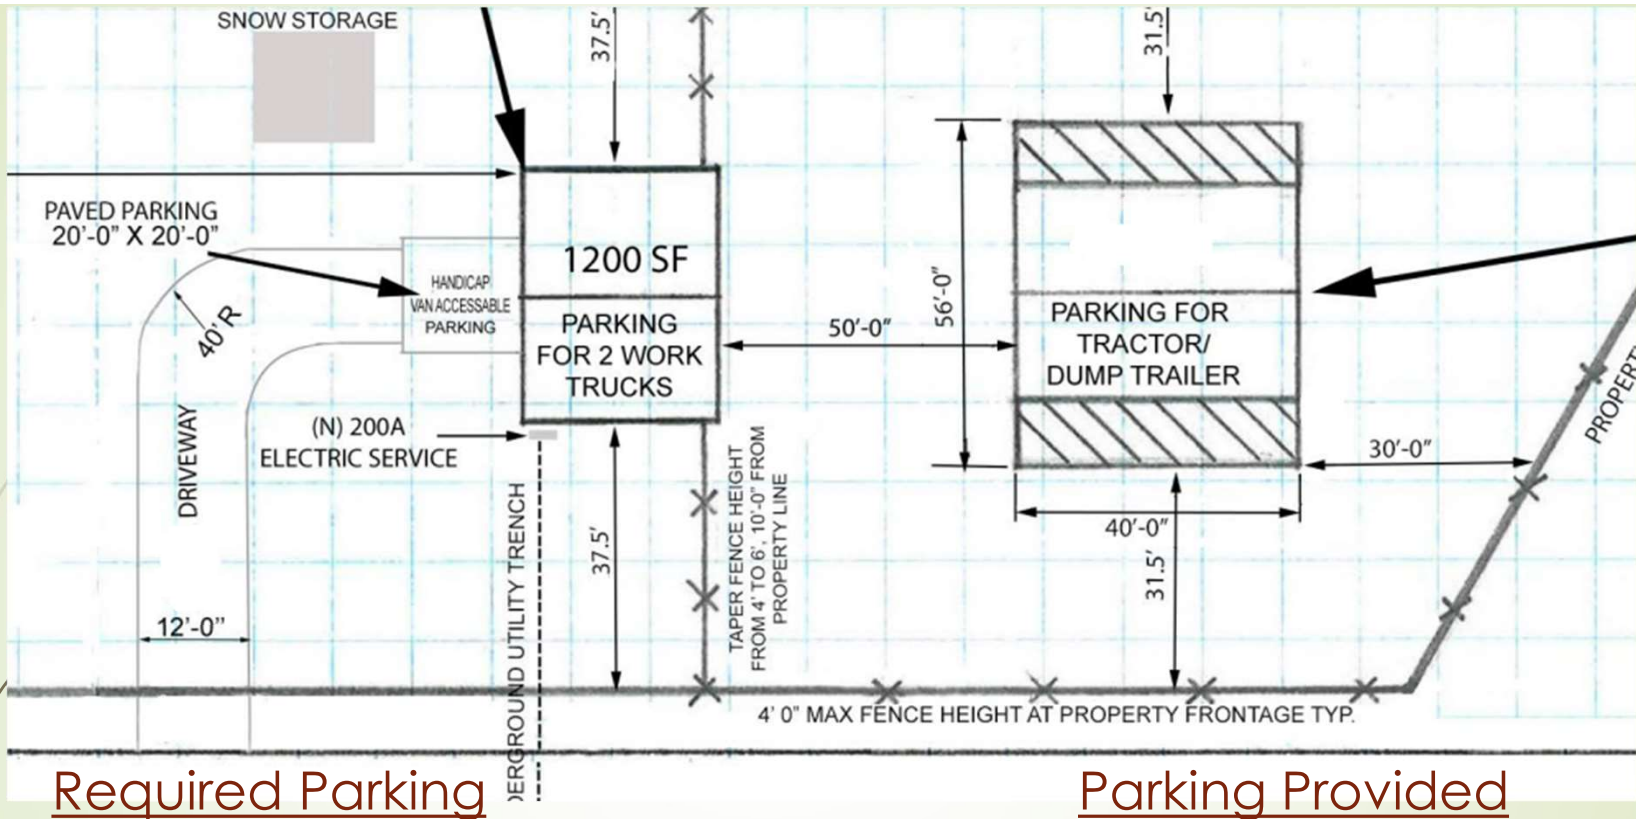 SNOW STORAGE
37.5'
31.5'
PAVED PARKING
20'-0" X 20'-0"
HANDICAP
VAN ACCESSABLE
PARKING
40' R
1200 SF
PARKING
FOR 2 WORK
TRUCKS
50'-0"
56'-0"
PARKING FOR
TRACTOR/
DUMP TRAILER
PROPERT
DRIVEWAY
(N) 200A
ELECTRIC SERVICE
30'-0"
40'-0"
37.5'
31.5'
TAPER FENCE HEIGHT
FROM 4' TO 6', 10'-0" FROM
PROPERTY LINE
12'-0"
DERGROUND UTILITY TRENCH
4' 0" MAX FENCE HEIGHT AT PROPERTY FRONTAGE TYP.
Required Parking
Parking Provided